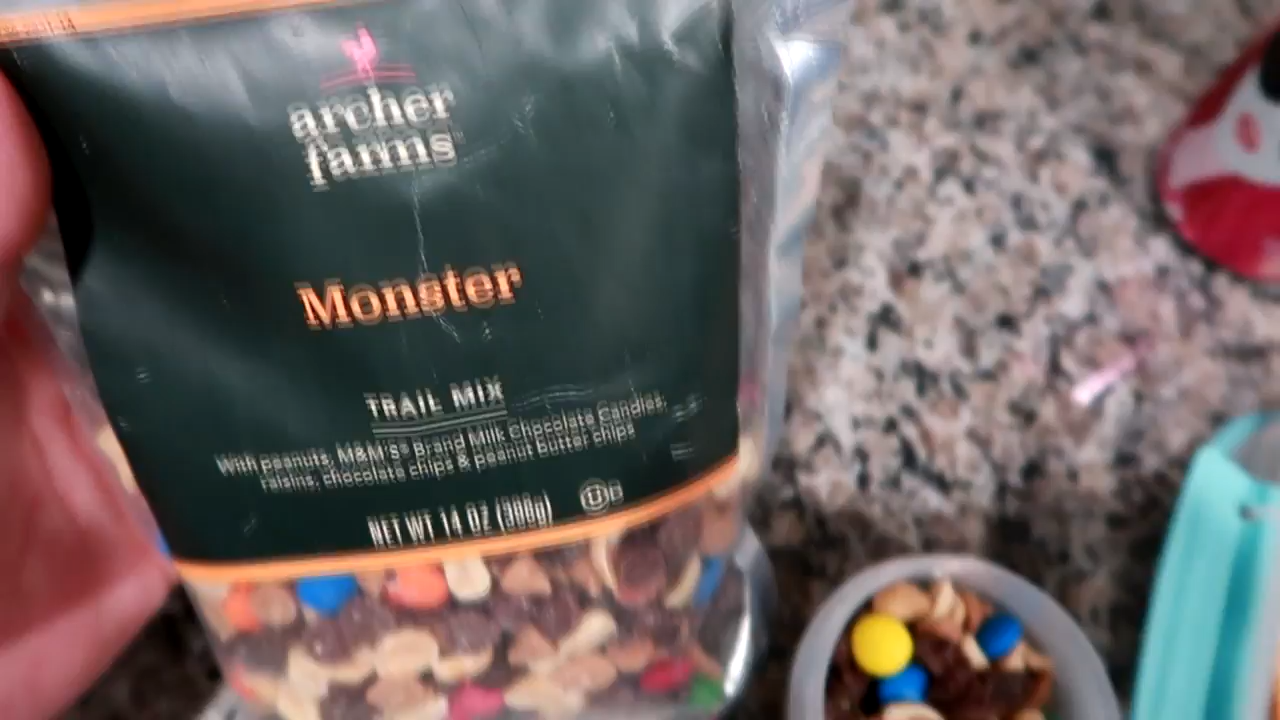 archer
farms
Monster
TRAIL MIX
With peanuts, M&M'S® Brand Milk Chocolate Candies,
raisins, chocolate chips & peanut butter chips
NET WT 14 OZ (396g)
U D